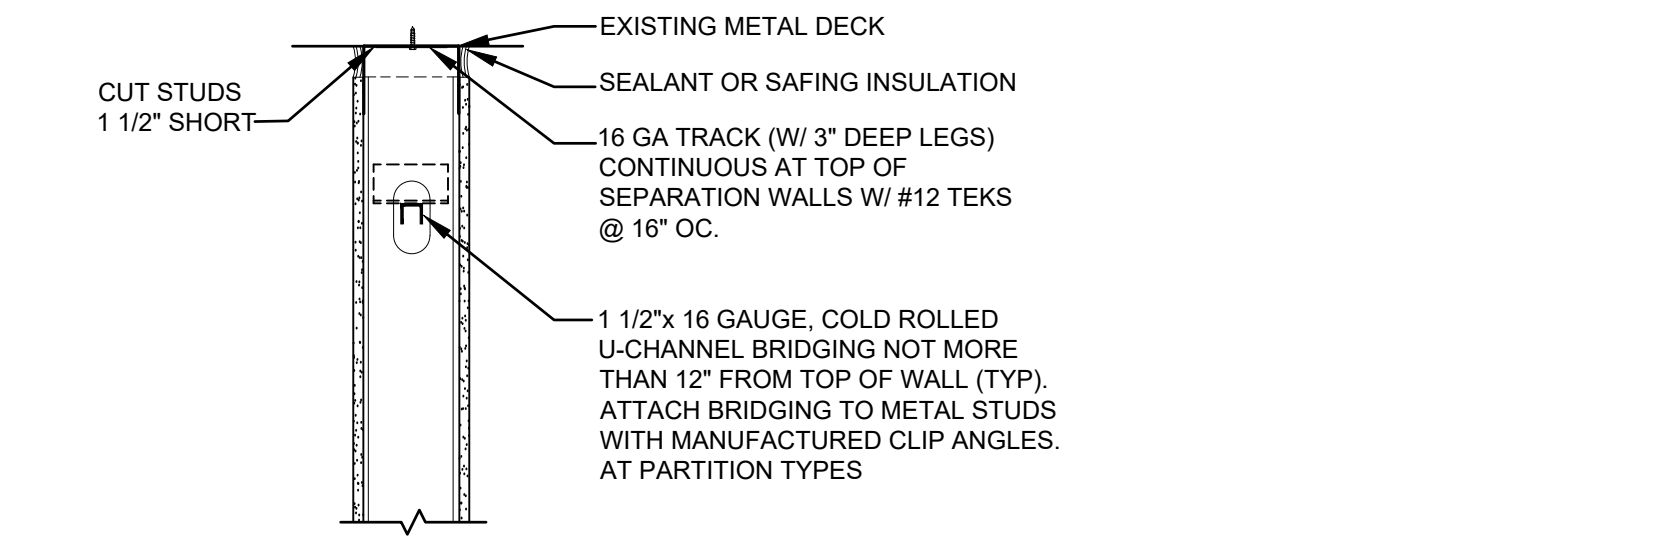 EXISTING METAL DECK
SEALANT OR SAFING INSULATION
CUT STUDS
1 1/2" SHORT
16 GA TRACK (W/ 3" DEEP LEGS)
CONTINUOUS AT TOP OF
SEPARATION WALLS W/ #12 TEKS
@ 16" OC.
1 1/2"x 16 GAUGE, COLD ROLLED
U-CHANNEL BRIDGING NOT MORE
THAN 12" FROM TOP OF WALL (TYP).
ATTACH BRIDGING TO METAL STUDS
WITH MANUFACTURED CLIP ANGLES.
AT PARTITION TYPES